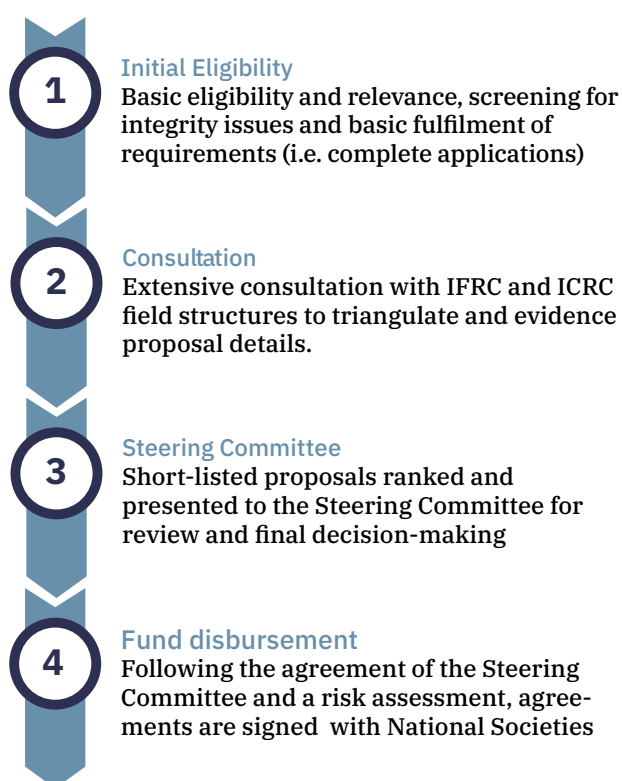 1
Initial Eligibility
Basic eligibility and relevance, screening for
integrity issues and basic fulfilment of
requirements (i.e. complete applications)
2
Consultation
Extensive consultation with IFRC and ICRC
field structures to triangulate and evidence
proposal details.
3
Steering Committee
Short-listed proposals ranked and
presented to the Steering Committee for
review and final decision-making
4
Fund disbursement
Following the agreement of the Steering
Committee and a risk assessment, agree-
ments are signed  with National Societies